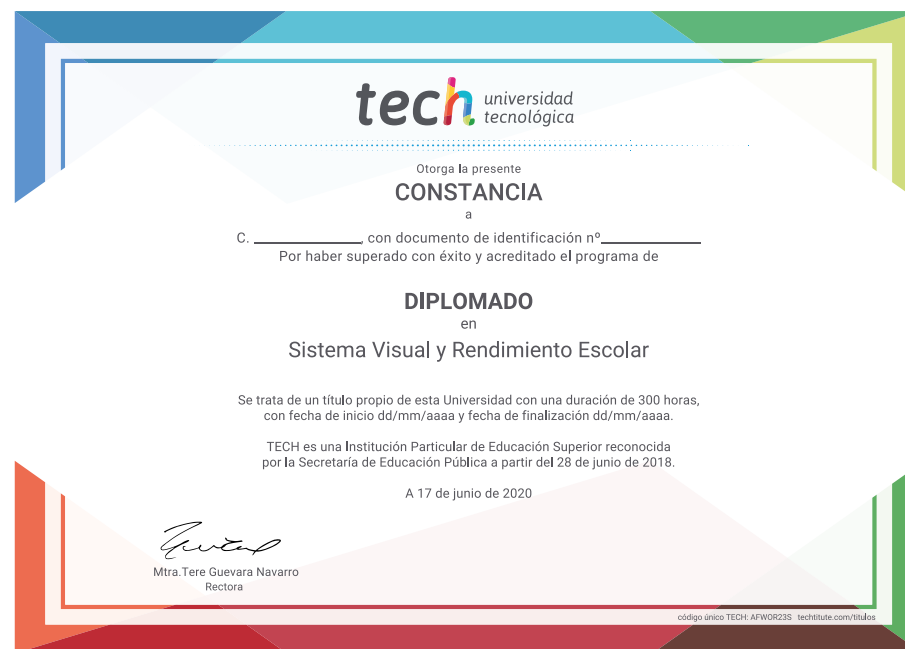 tech universidad
tecnológica
Otorga la presente
CONSTANCIA
a
C. ______________, con documento de identificación nº_____________
Por haber superado con éxito y acreditado el programa de
DIPLOMADO
en
Sistema Visual y Rendimiento Escolar
Se trata de un título propio de esta Universidad con una duración de 300 horas,
con fecha de inicio dd/mm/aaaa y fecha de finalización dd/mm/aaaa.
TECH es una Institución Particular de Educación Superior reconocida
por la Secretaría de Educación Pública a partir del 28 de junio de 2018.
A 17 de junio de 2020
Mtra.Tere Guevara Navarro
Rectora
código único TECH: AFWOR23S techtitute.com/titulos